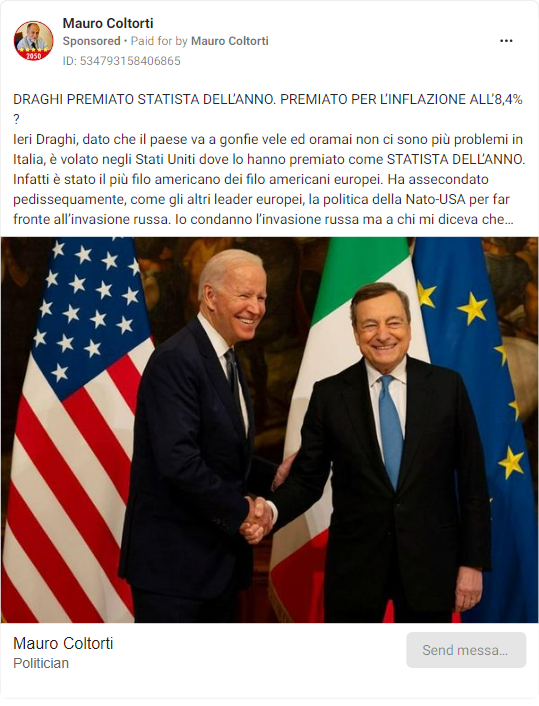 Mauro Coltorti
Sponsored • Paid for by Mauro Coltorti
ID: 534793158406865
2050
DRAGHI PREMIATO STATISTA DELL'ANNO. PREMIATO PER L'INFLAZIONE ALL'8,4%
?
Ieri Draghi, dato che il paese va a gonfie vele ed oramai non ci sono più problemi in
Italia, è volato negli Stati Uniti dove lo hanno premiato come STATISTA DELL'ANNO.
Infatti è stato il più filo americano dei filo americani europei. Ha assecondato
pedissequamente, come gli altri leader europei, la politica della Nato-USA per far
fronte all'invasione russa. Io condanno l'invasione russa ma a chi mi diceva che…
Mauro Coltorti
Politician
Send messa…